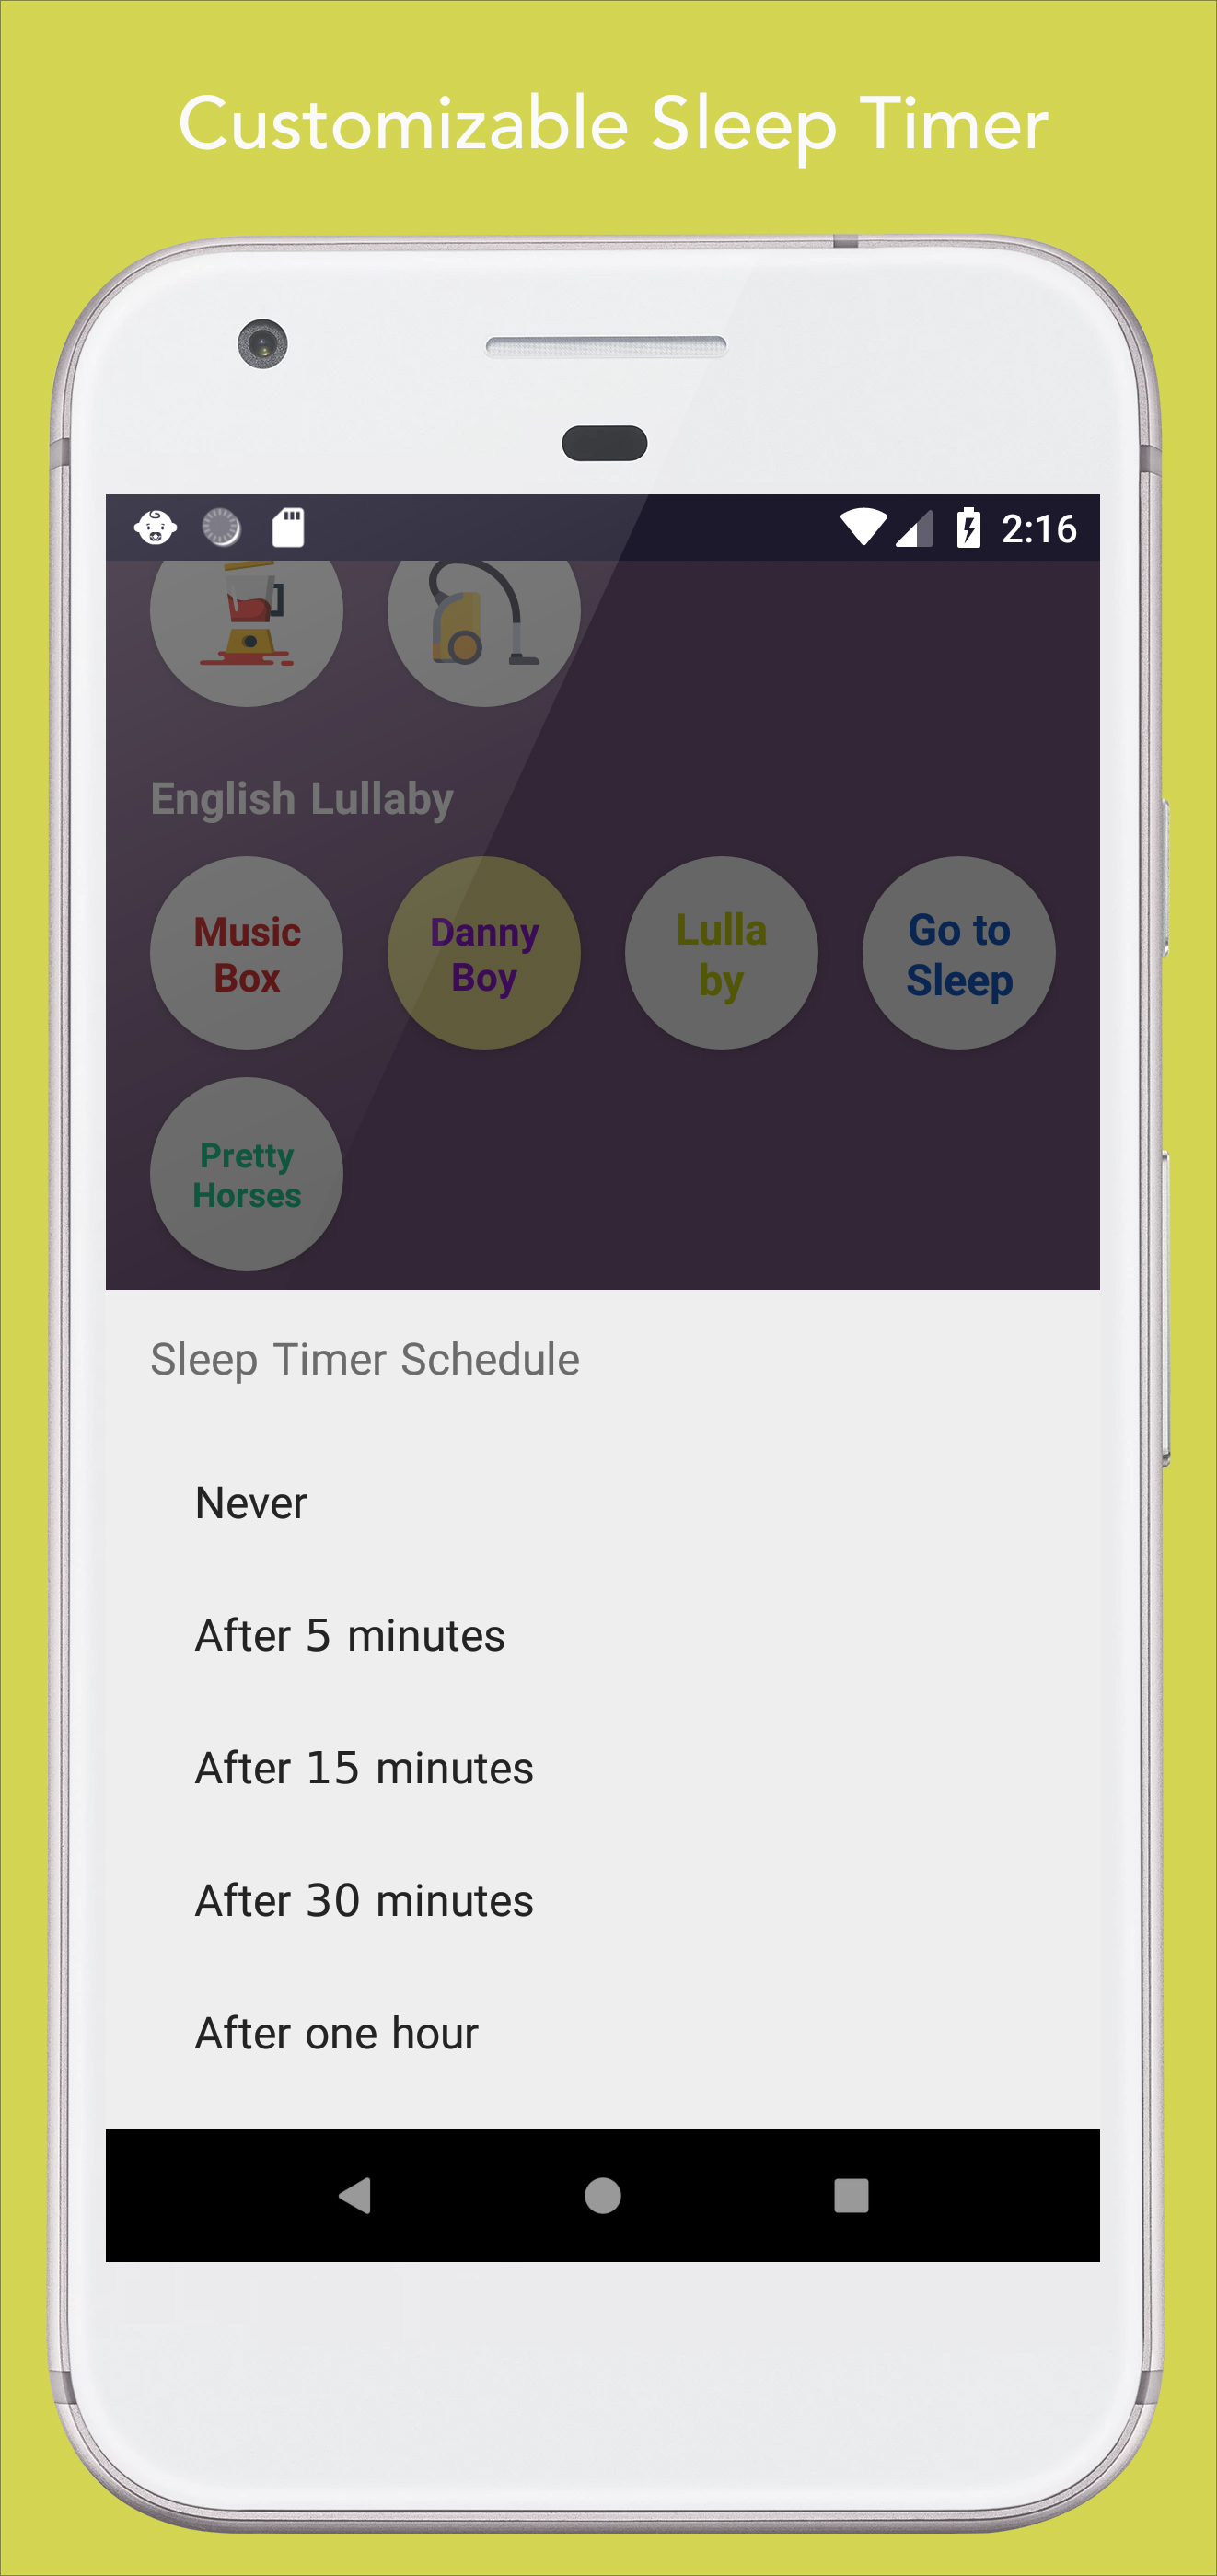 Customizable Sleep Timer
2:16
English Lullaby
Music
Box
Danny
Boy
Lulla
by
Go to
Sleep
Pretty
Horses
Sleep Timer Schedule
Never
After 5 minutes
After 15 minutes
After 30 minutes
After one hour